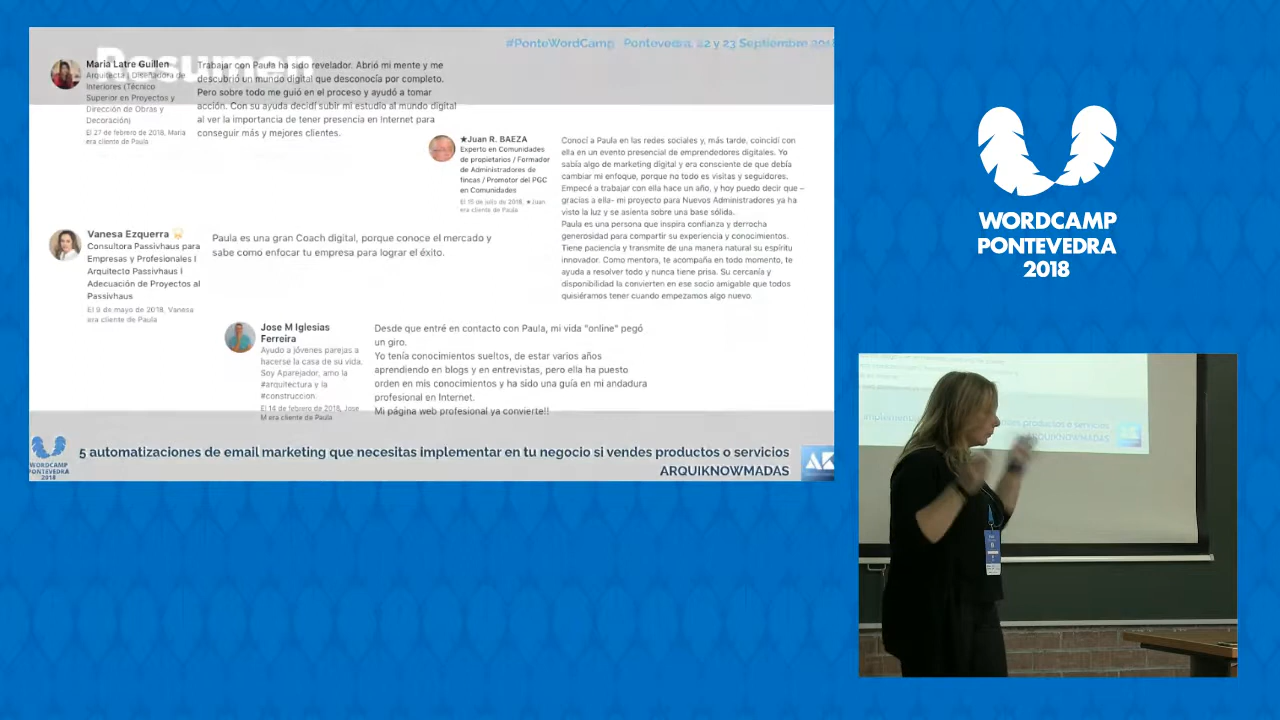 Resumen
#PonteWordCamp Pontevedra, 22 y 23 Septiembre 201
Maria Latre Guillen
Arquitecta | Diseñadora de
Interiores (Técnico
Superior en Proyectos y
Dirección de Obras y
Decoración)
El 27 de febrero de 2018, Maria
era cliente de Paula
Trabajar con Paula ha sido revelador. Abrió mi mente y me
descubrió un mundo digital que desconocía por completo.
Pero sobre todo me guió en el proceso y ayudó a tomar
acción. Con su ayuda decidí subir mi estudio al mundo digital
al ver la importancia de tener presencia en Internet para
conseguir más y mejores clientes.
★Juan R. BAEZA
Experto en Comunidades
de propietarios / Formador
de Administradores de
fincas / Promotor del PGC
en Comunidades
El 15 de julio de 2018, ★Juan
era cliente de Paula
Conocí a Paula en las redes sociales y, más tarde, coincidí con
ella en un evento presencial de emprendedores digitales. Yo
sabía algo de marketing digital y era consciente de que debía
cambiar mi enfoque, porque no todo es visitas y seguidores.
Empecé a trabajar con ella hace un año, y hoy puedo decir que –
gracias a ella- mi proyecto para Nuevos Administradores ya ha
visto la luz y se asienta sobre una base sólida.
Paula es una persona que inspira confianza y derrocha
generosidad para compartir su experiencia y conocimientos.
Tiene paciencia y transmite de una manera natural su espíritu
innovador. Como mentora, te acompaña en todo momento, te
ayuda a resolver todo y nunca tiene prisa. Su cercanía y
disponibilidad la convierten en ese socio amigable que todos
quisiéramos tener cuando empezamos algo nuevo.
Vanesa Ezquerra
Consultora Passivhaus para
Empresas y Profesionales I
Arquitecto Passivhaus I
Adecuación de Proyectos al
Passivhaus
El 9 de mayo de 2018, Vanesa
era cliente de Paula
Paula es una gran Coach digital, porque conoce el mercado y
sabe como enfocar tu empresa para lograr el éxito.
Jose M Iglesias
Ferreira
Ayudo a jóvenes parejas a
hacerse la casa de su vida.
Soy Aparejador, amo la
#arquitectura y la
#construccion.
El 14 de febrero de 2018, Jose
M era cliente de Paula
Desde que entré en contacto con Paula, mi vida "online" pegó
un giro.
Yo tenía conocimientos sueltos, de estar varios años
aprendiendo en blogs y en entrevistas, pero ella ha puesto
orden en mis conocimientos y ha sido una guía en mi andadura
profesional en Internet.
Mi página web profesional ya convierte!!
WORDCAMP
PONTEVEDRA
2018
5 automatizaciones de email marketing que necesitas implementar en tu negocio si vendes productos o servicios
ARQUIKNOWMADAS
AK
WORDCAMP
PONTEVEDRA
2018
productos o servicios
ARQUIKNOWMADAS